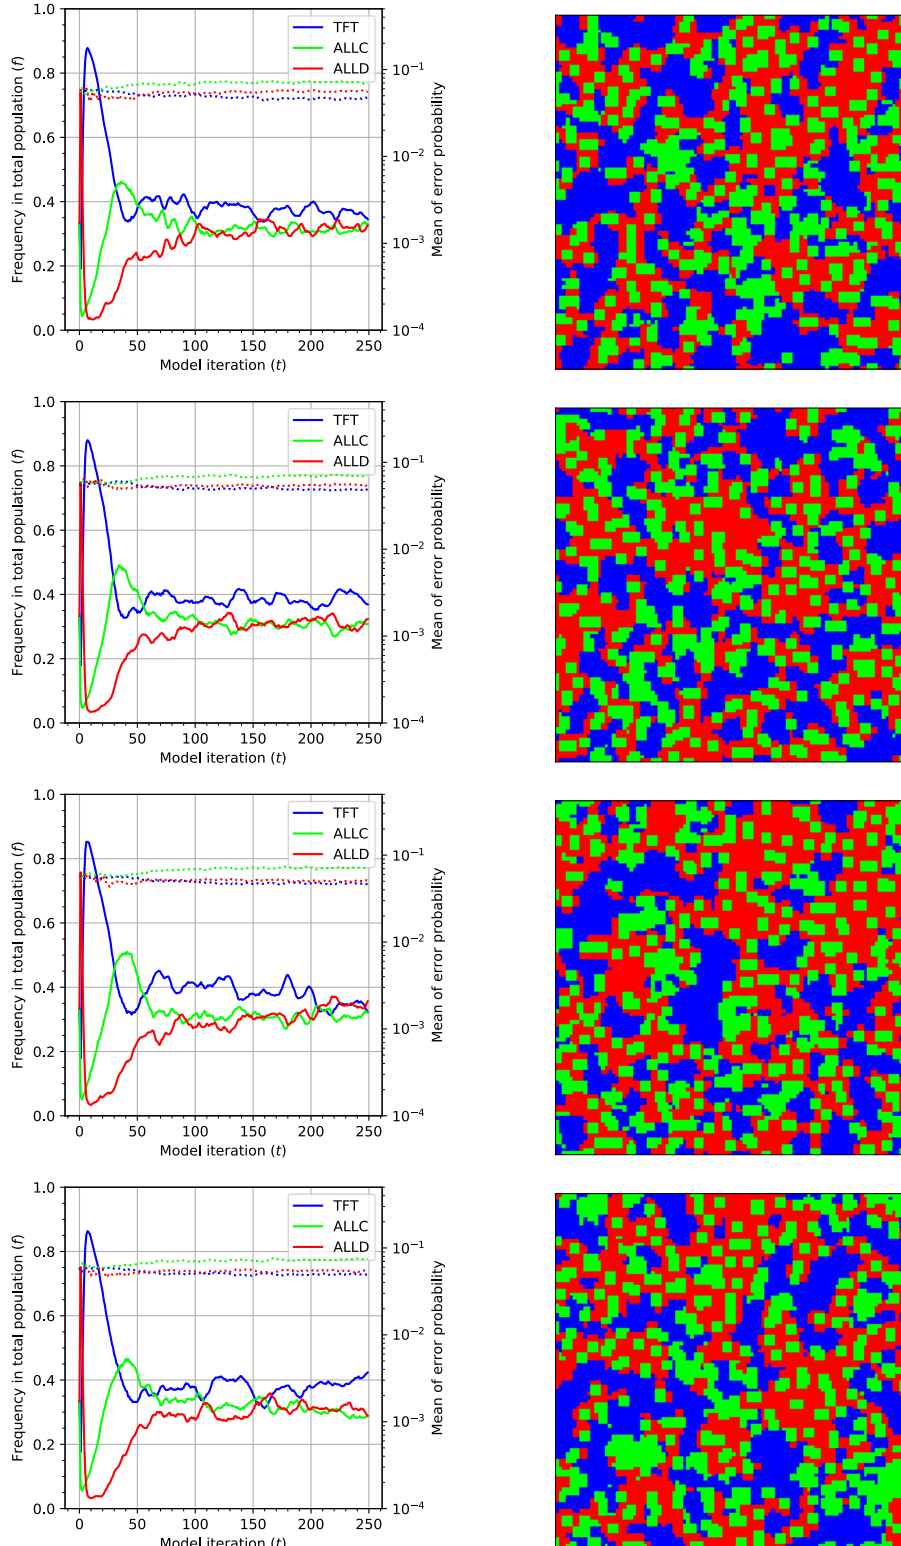 1.0
0.8
0.6
0.4
0.2
0.0
Frequency in total population (f)
0 50 100 150 200 250
Model iteration (t)
TFT
ALLC
ALLD
10⁻¹
10⁻²
10⁻³
10⁻⁴
Mean of error probability
1.0
0.8
0.6
0.4
0.2
0.0
Frequency in total population (f)
0 50 100 150 200 250
Model iteration (t)
TFT
ALLC
ALLD
10⁻¹
10⁻²
10⁻³
10⁻⁴
Mean of error probability
1.0
0.8
0.6
0.4
0.2
0.0
Frequency in total population (f)
0 50 100 150 200 250
Model iteration (t)
TFT
ALLC
ALLD
10⁻¹
10⁻²
10⁻³
10⁻⁴
Mean of error probability
1.0
0.8
0.6
0.4
0.2
0.0
Frequency in total population (f)
0 50 100 150 200 250
Model iteration (t)
TFT
ALLC
ALLD
10⁻¹
10⁻²
10⁻³
10⁻⁴
Mean of error probability